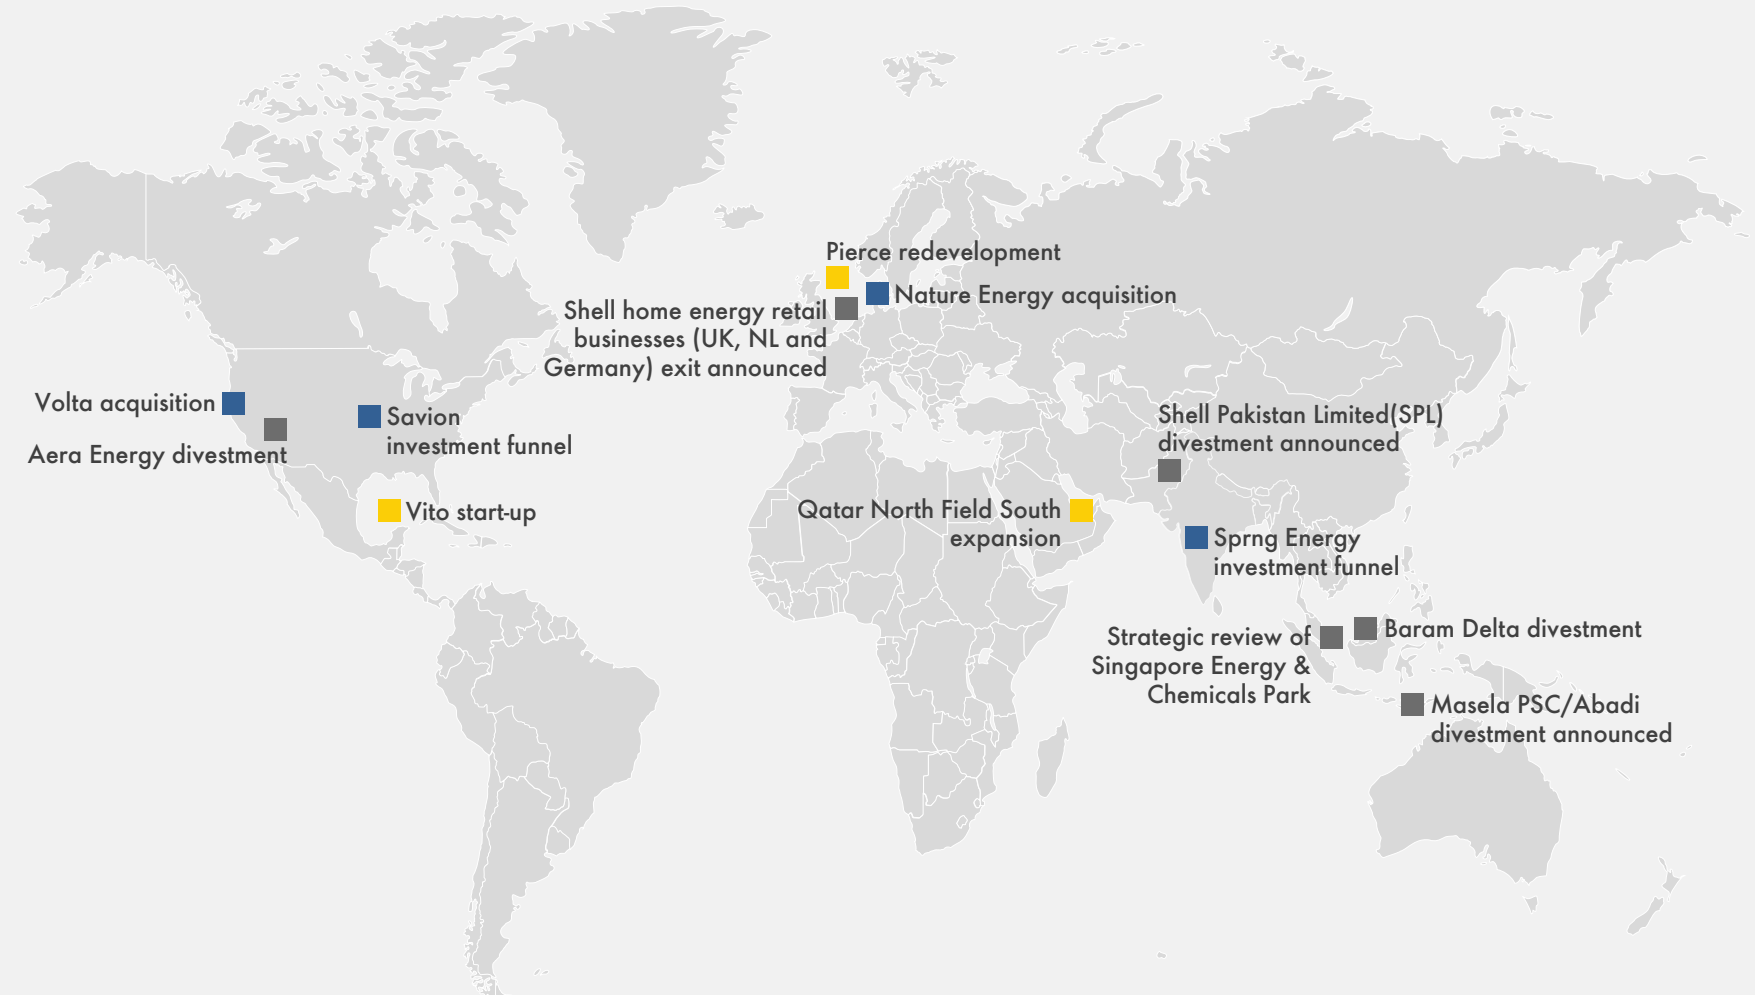 Pierce redevelopment
Nature Energy acquisition
Shell home energy retail
businesses (UK, NL and
Germany) exit announced
Volta acquisition
Savion
investment funnel
Aera Energy divestment
Shell Pakistan Limited(SPL)
divestment announced
Vito start-up
Qatar North Field South
expansion
Sprng Energy
investment funnel
Strategic review of
Singapore Energy &
Chemicals Park
Baram Delta divestment
Masela PSC/Abadi
divestment announced